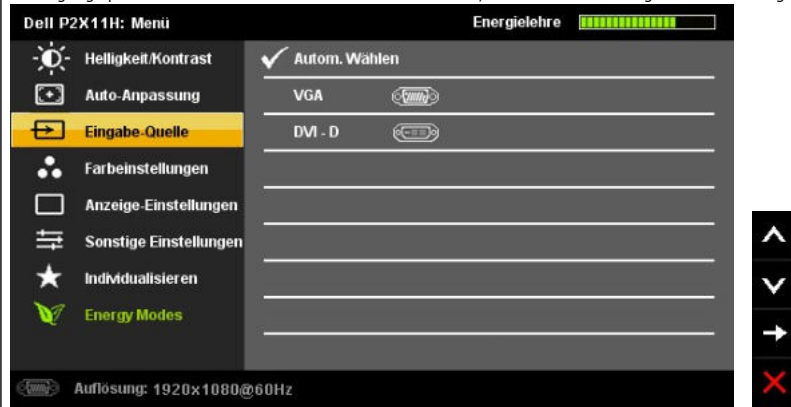 Dell P2X11H: Menü
Energielehre
Helligkeit/Kontrast
Autom. Wählen
Auto-Anpassung
VGA
Eingabe-Quelle
DVI - D
Farbeinstellungen
Anzeige-Einstellungen
Sonstige Einstellungen
Individualisieren
Energy Modes
Auflösung: 1920x1080@60Hz